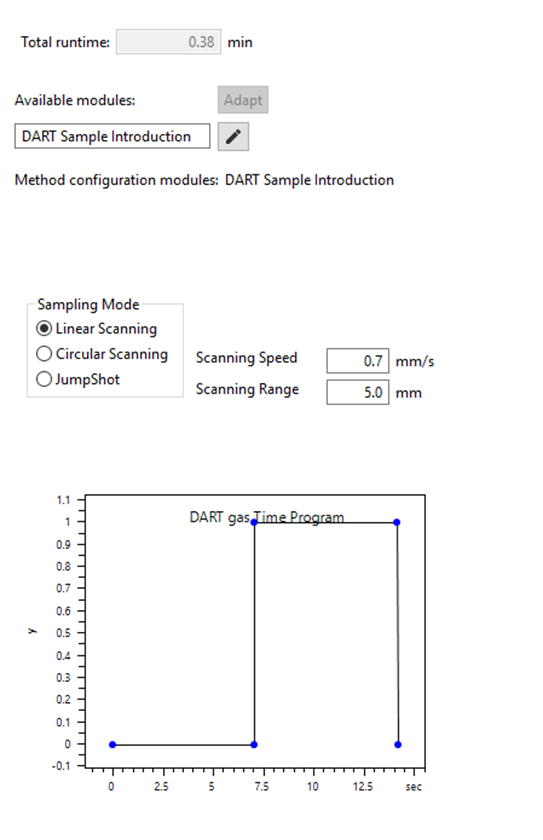 Total runtime: 0.38 min
Available modules: Adapt
DART Sample Introduction
Method configuration modules: DART Sample Introduction
Sampling Mode
Linear Scanning
Circular Scanning
JumpShot
Scanning Speed 0.7 mm/s
Scanning Range 5.0 mm
DART gas Time Program
1.1
1
0.9
0.8
0.7
0.6
0.5
0.4
0.3
0.2
0.1
0
-0.1
y
0 2.5 5 7.5 10 12.5 sec